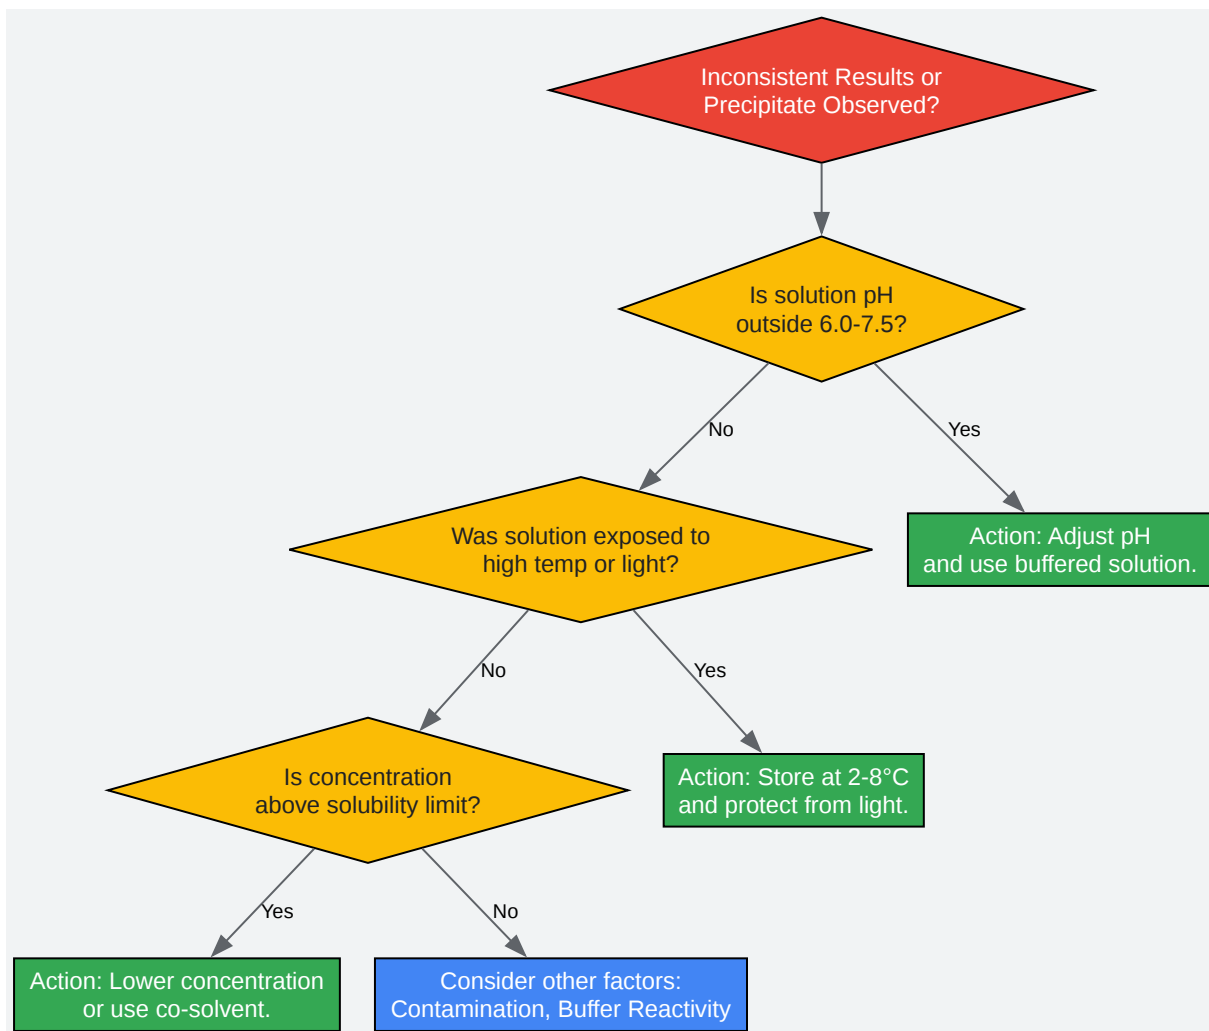 Inconsistent Results or
Precipitate Observed?
Is solution pH
outside 6.0-7.5?
No
Yes
Was solution exposed to
high temp or light?
Action: Adjust pH
and use buffered solution.
No
Yes
Is concentration
above solubility limit?
Action: Store at 2-8°C
and protect from light.
Yes
No
Action: Lower concentration
or use co-solvent.
Consider other factors:
Contamination, Buffer Reactivity